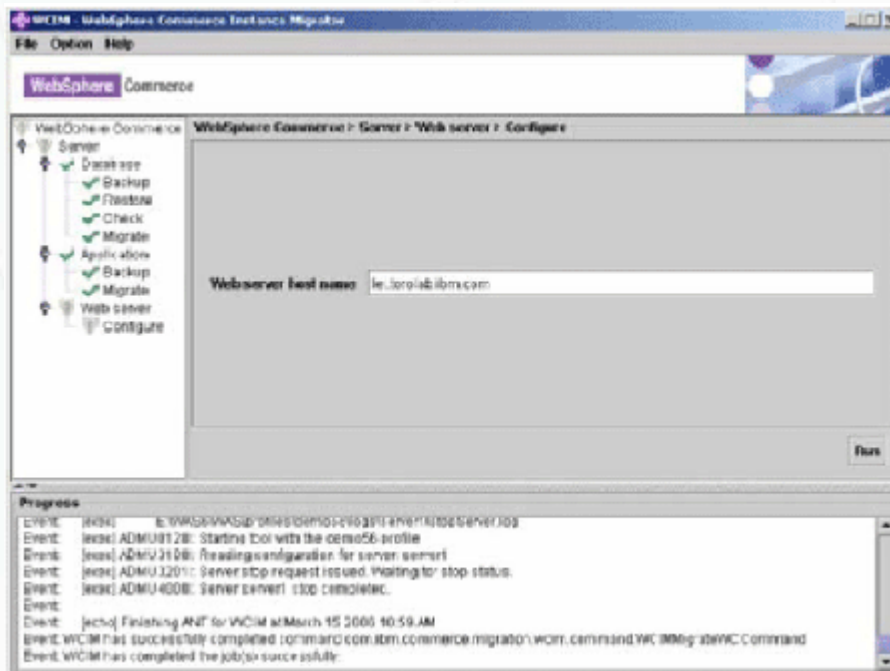 WCIM - WebSphere Commerce Instance Migrator
File Option Help
WebSphere Commerce
WebSphere Commerce
WebSphere Commerce > Server > Web server > Configure
Server
Database
Backup
Restore
Check
Migrate
Application
Backup
Migrate
Web server
Configure
Web server host name
.torolab.ibm.com
Run
Progress
Event: [exec]
Event: [exec] ADMU0128I: Starting tool with the demo56 profile
Event: [exec] ADMU3100I: Reading configuration for server: server1
Event: [exec] ADMU3201I: Server stop request issued. Waiting for stop status.
Event: [exec] ADMU4000I: Server server1 stop completed.
Event:
Event: [echo] Finishing ANT for WCIM at March 15 2006 10:59 AM
Event: WCIM has successfully completed command com.ibm.commerce.migration.wcim.command.WCIMMigrateWCCommand
Event: WCIM has completed the job(s) successfully.